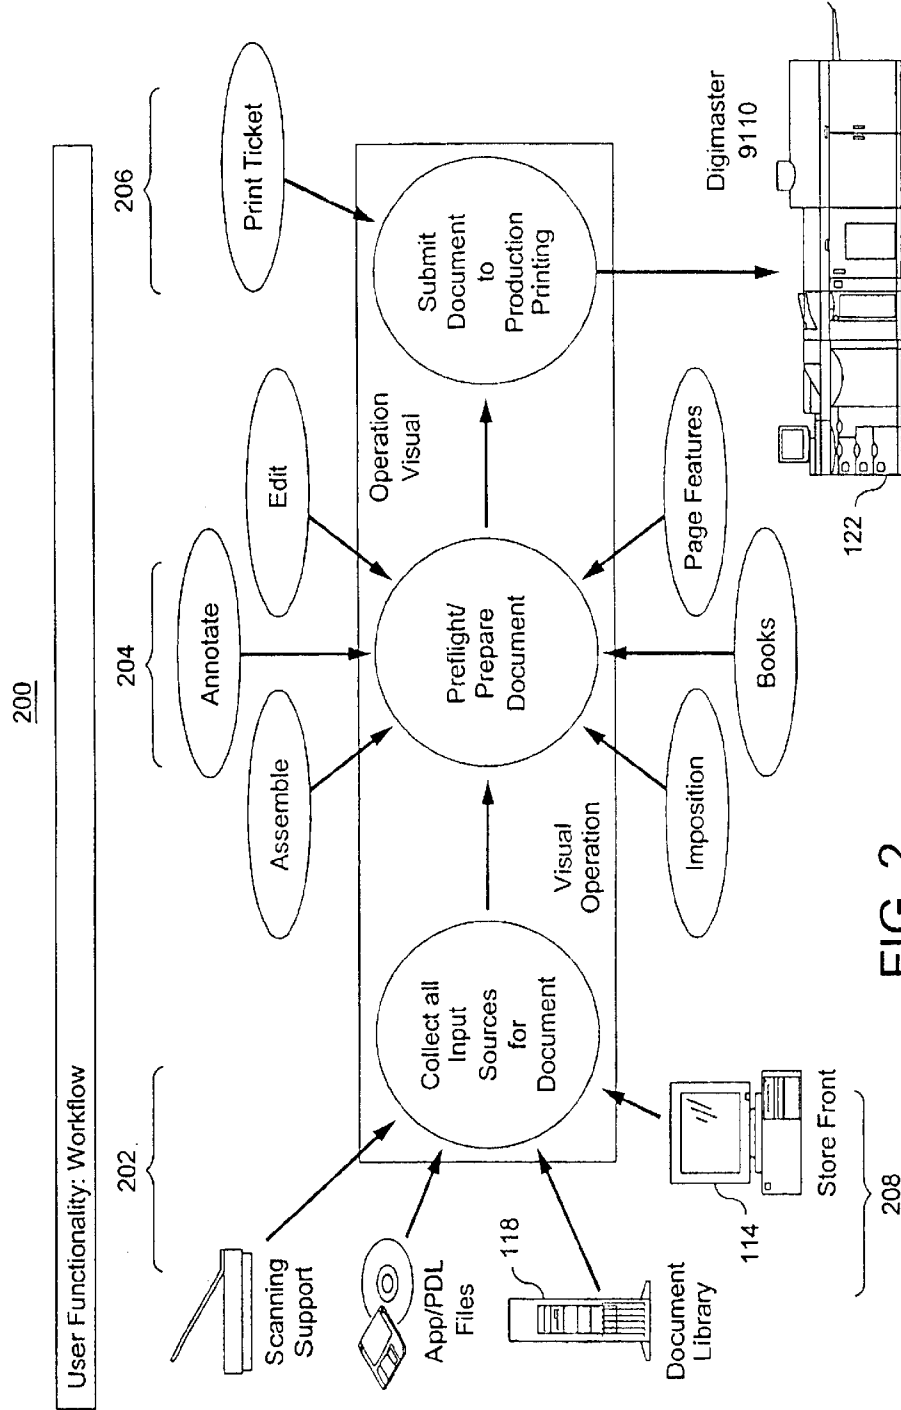 200
User Functionality: Workflow
202
204
206
Scanning
Support
App/PDL
Files
118
Document
Library
114
Store Front
208
Collect all
Input
Sources
for
Document
Visual
Operation
Assemble
Annotate
Edit
Preflight/
Prepare
Document
Imposition
Books
Page Features
Operation
Visual
Print Ticket
Submit
Document
to
Production
Printing
Digimaster
9110
122
FIG. 2